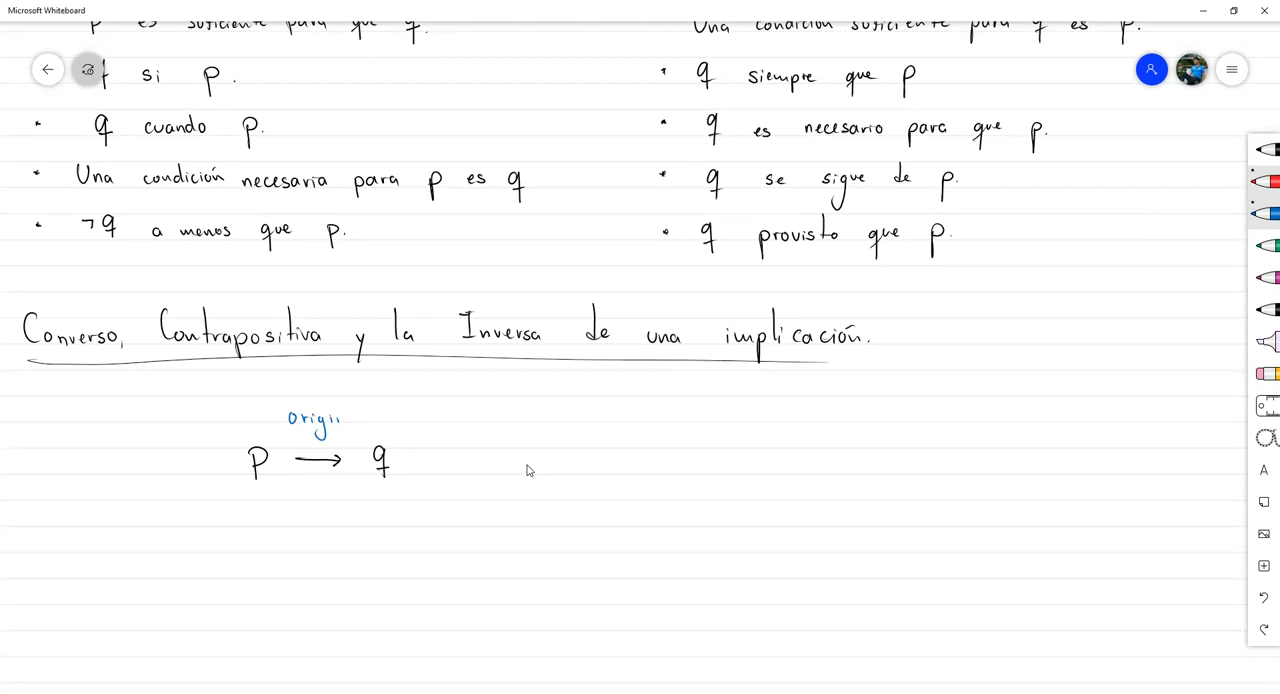 Microsoft Whiteboard
p es suficiente para que q.
Una condición suficiente para q es p.
si p.
• q siempre que p
• q cuando p.
• q es necesario para que p.
• Una condición necesaria para p es q
• q se sigue de p.
• ¬q a menos que p.
• q provisto que p.
Converso, Contrapositiva y la Inversa de una implicación.
origi
p → q
A